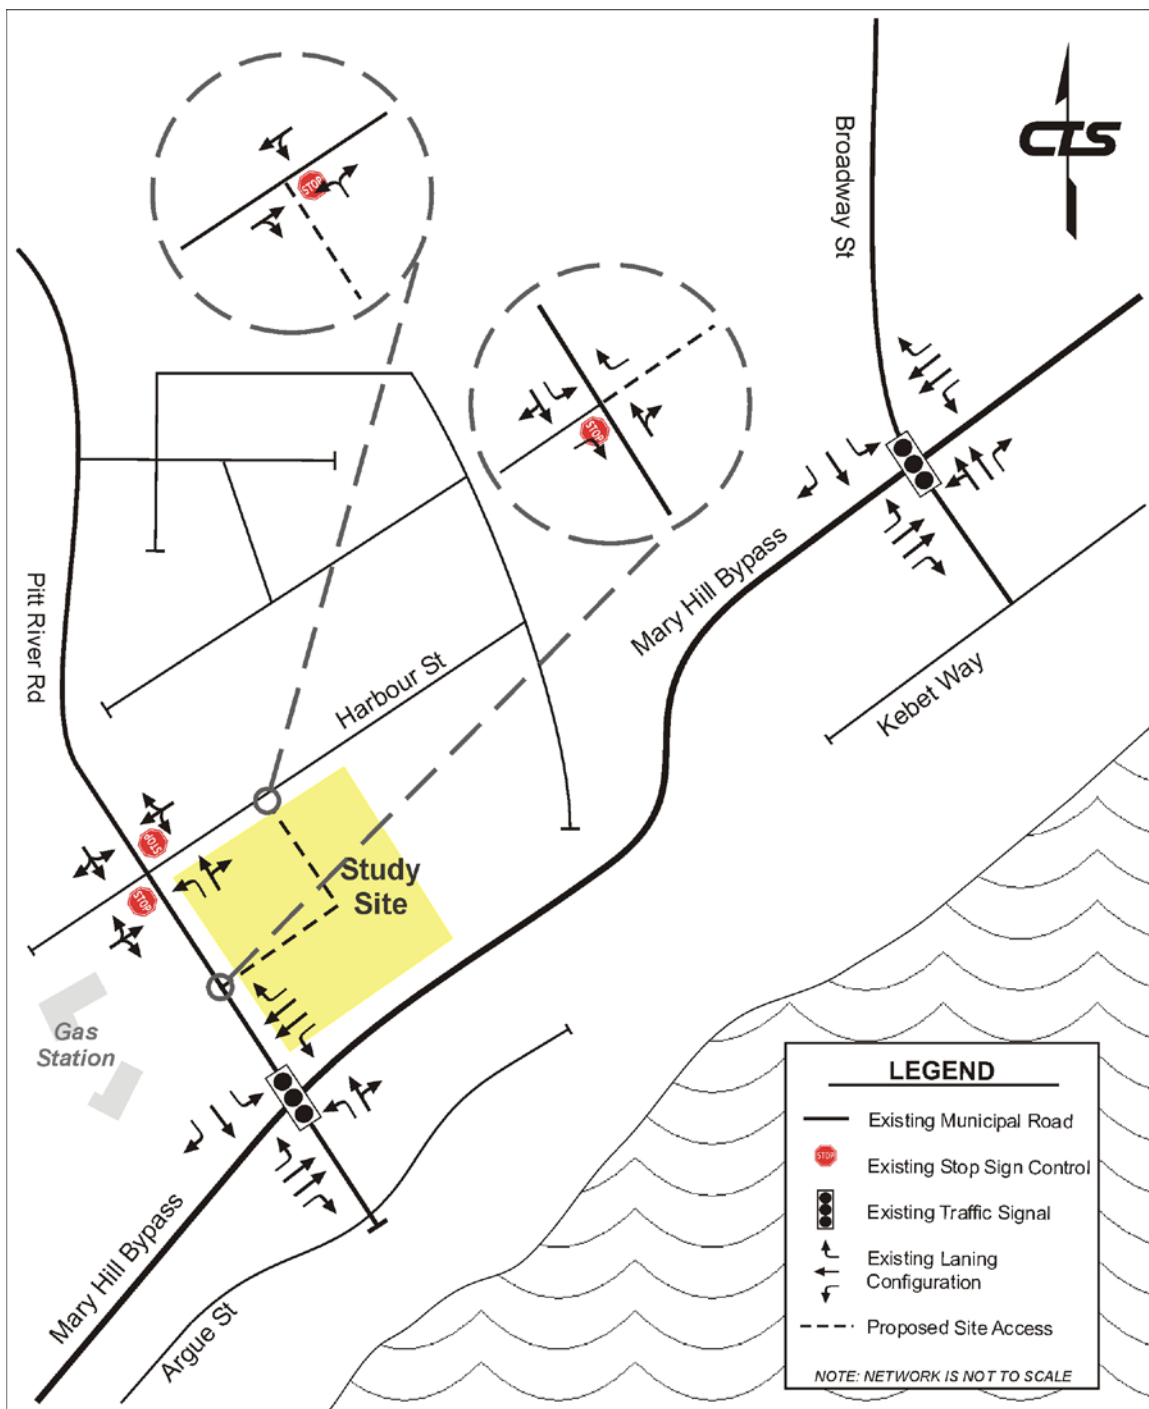 CTS
Broadway St
STOP
STOP
Mary Hill Bypass
Pitt River Rd
Harbour St
Kebet Way
STOP
STOP
Study
Site
Gas
Station
Mary Hill Bypass
Argue St
LEGEND
Existing Municipal Road
STOP
Existing Stop Sign Control
Existing Traffic Signal
Existing Laning
Configuration
Proposed Site Access
NOTE: NETWORK IS NOT TO SCALE